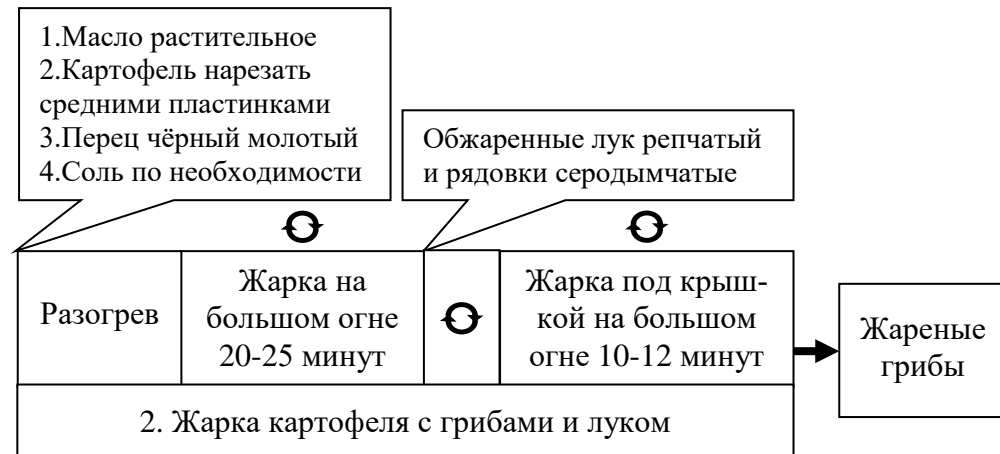 1.Масло растительное
2.Картофель нарезать
средними пластинками
3.Перец чёрный молотый
4.Соль по необходимости
Обжаренные лук репчатый
и рядовки серодымчатые
Разогрев
Жарка на
большом огне
20-25 минут
Жарка под крыш-
кой на большом
огне 10-12 минут
Жареные
грибы
2. Жарка картофеля с грибами и луком